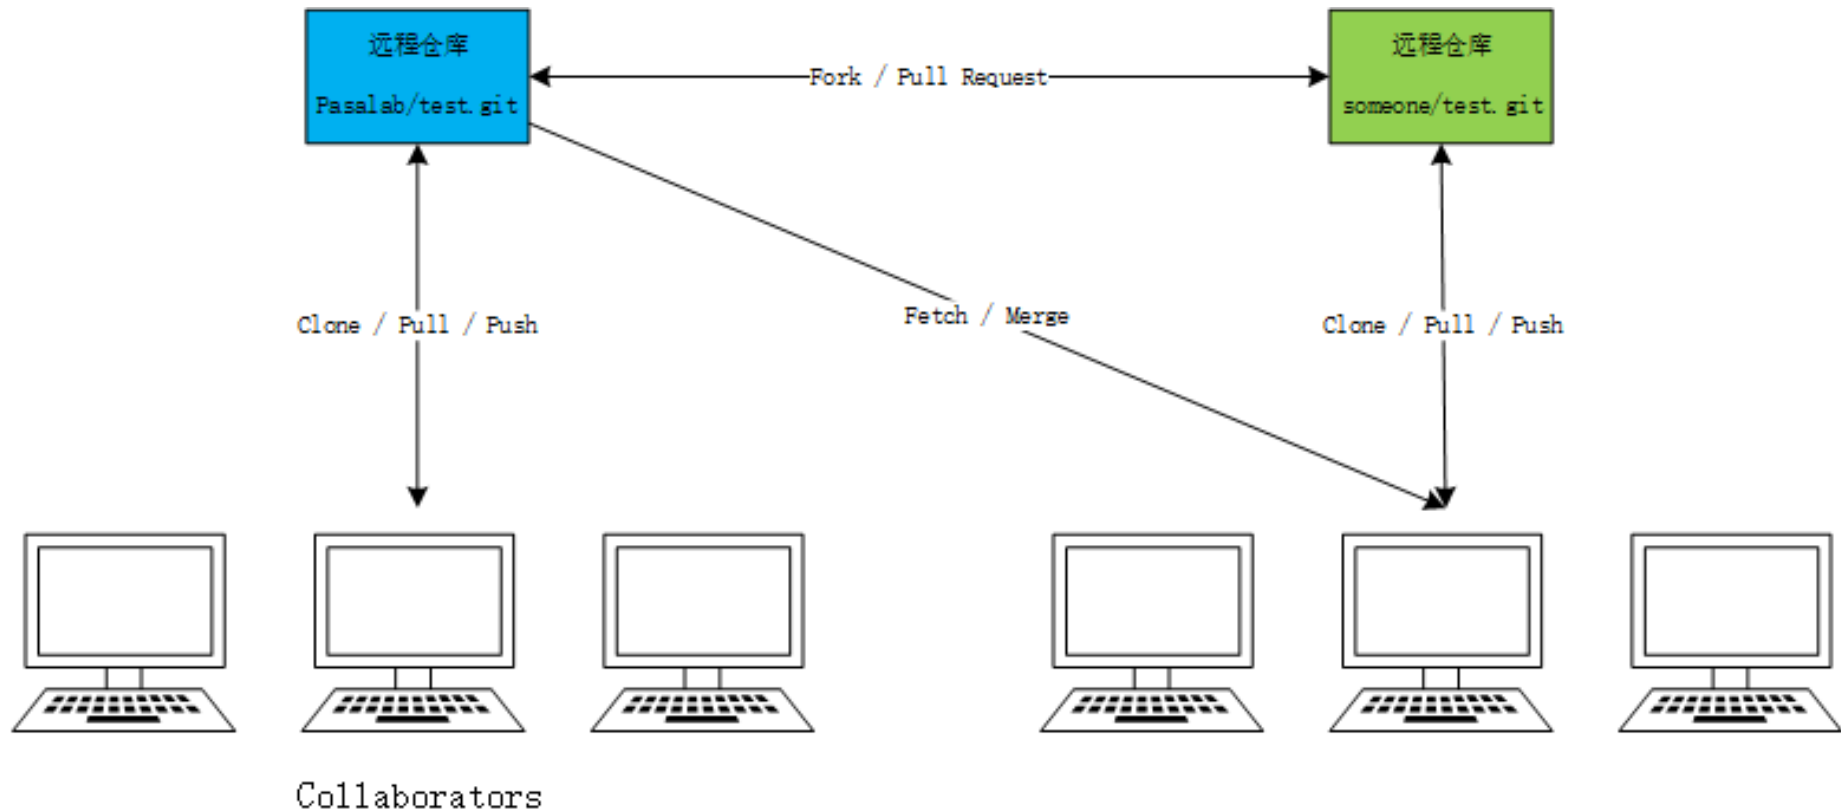 远程仓库
Pasalab/test.git
Fork / Pull Request
远程仓库
someone/test.git
Clone / Pull / Push
Fetch / Merge
Clone / Pull / Push
Collaborators